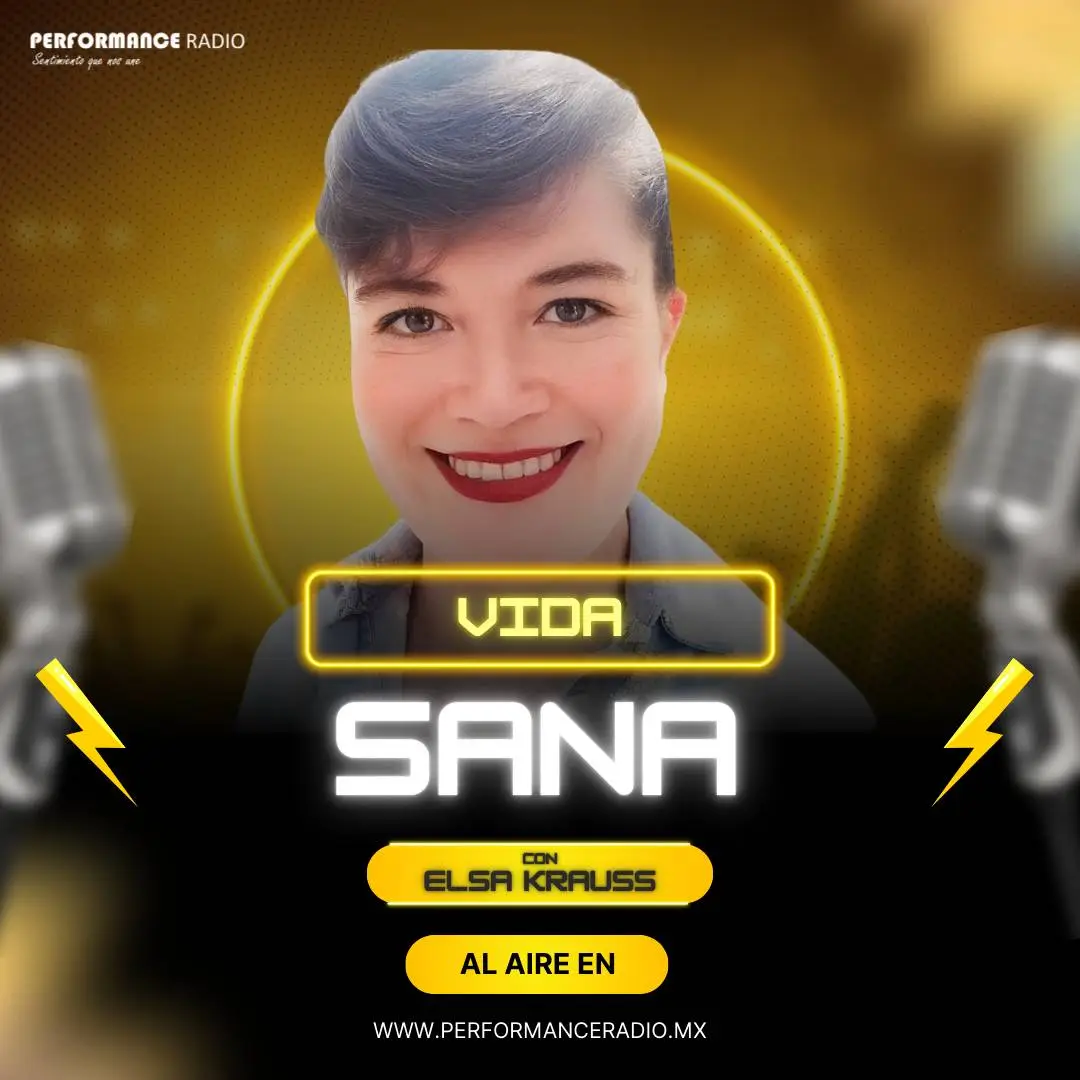 PERFORMANCE RADIO
Sentimiento que nos une
VIDA
SANA
CON
ELSA KRAUSS
AL AIRE EN
WWW.PERFORMANCERADIO.MX